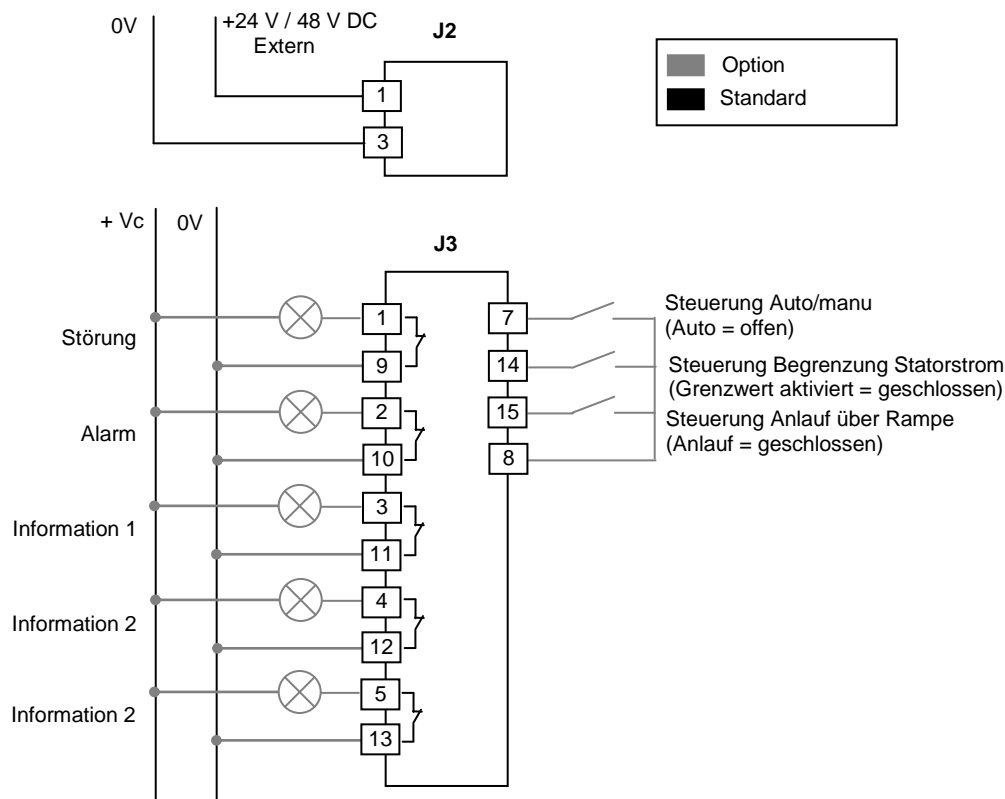 0V
+24 V / 48 V DC
Extern
J2
1
3
Option
Standard
+ Vc
0V
J3
Störung
1
9
Alarm
2
10
Information 1
3
11
Information 2
4
12
Information 2
5
13
7
Steuerung Auto/manu
(Auto = offen)
14
Steuerung Begrenzung Statorstrom
(Grenzwert aktiviert = geschlossen)
15
Steuerung Anlauf über Rampe
(Anlauf = geschlossen)
8